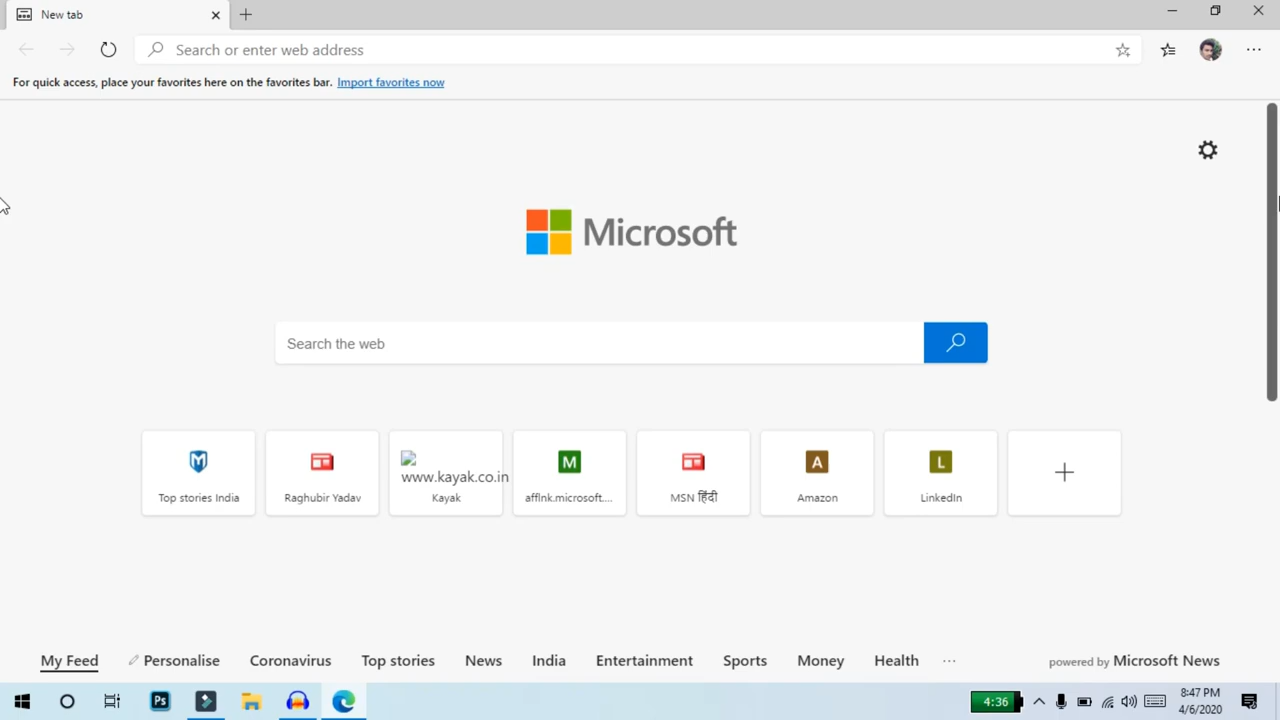 New tab
Search or enter web address
For quick access, place your favorites here on the favorites bar. Import favorites now
Microsoft
Search the web
www.kayak.co.in
M
A
L
Top stories India
Raghubir Yadav
Kayak
afflnk.microsoft....
MSN हिंदी
Amazon
LinkedIn
My Feed
Personalise
Coronavirus
Top stories
News
India
Entertainment
Sports
Money
Health
powered by Microsoft News
Ps
4:36
8:47 PM
4/6/2020